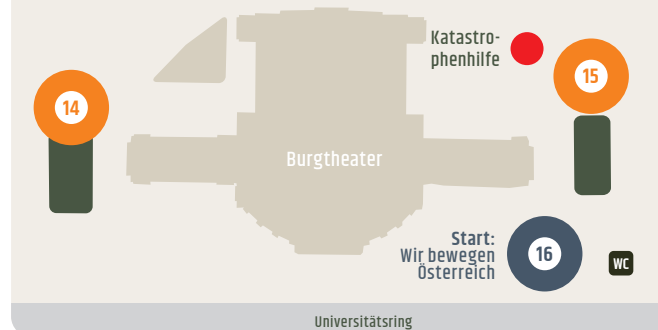 Katastro-
phenhilfe
15
14
Burgtheater
Start:
Wir bewegen
Österreich
16
WC
Universitätsring